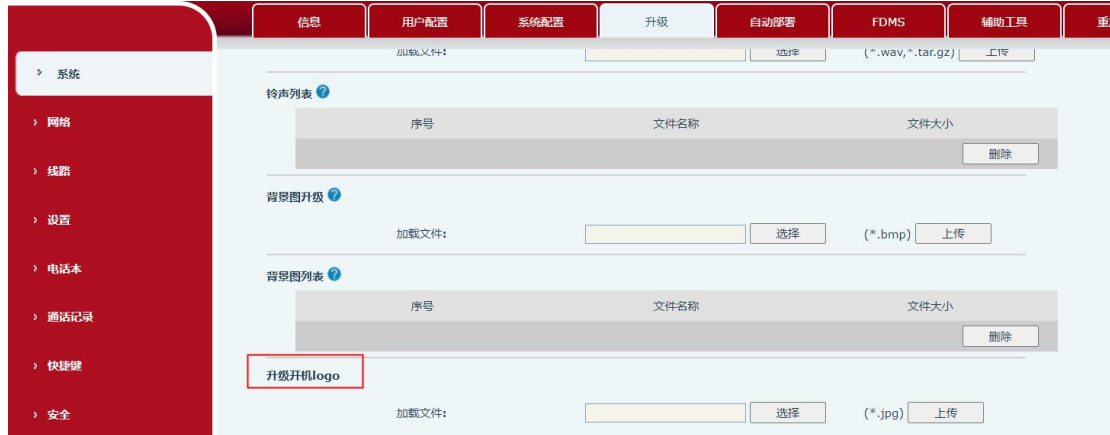 信息 用户配置 系统配置 升级 自动部署 FDMS 辅助工具
系统
网络
线路
设置
电话本
通话记录
快捷键
安全
加载文件: 选择 (*.wav,*.tar.gz) 上传
铃声列表 ?
序号 文件名称 文件大小
删除
背景图升级 ?
加载文件: 选择 (*.bmp) 上传
背景图列表 ?
序号 文件名称 文件大小
删除
升级开机logo
加载文件: 选择 (*.jpg) 上传